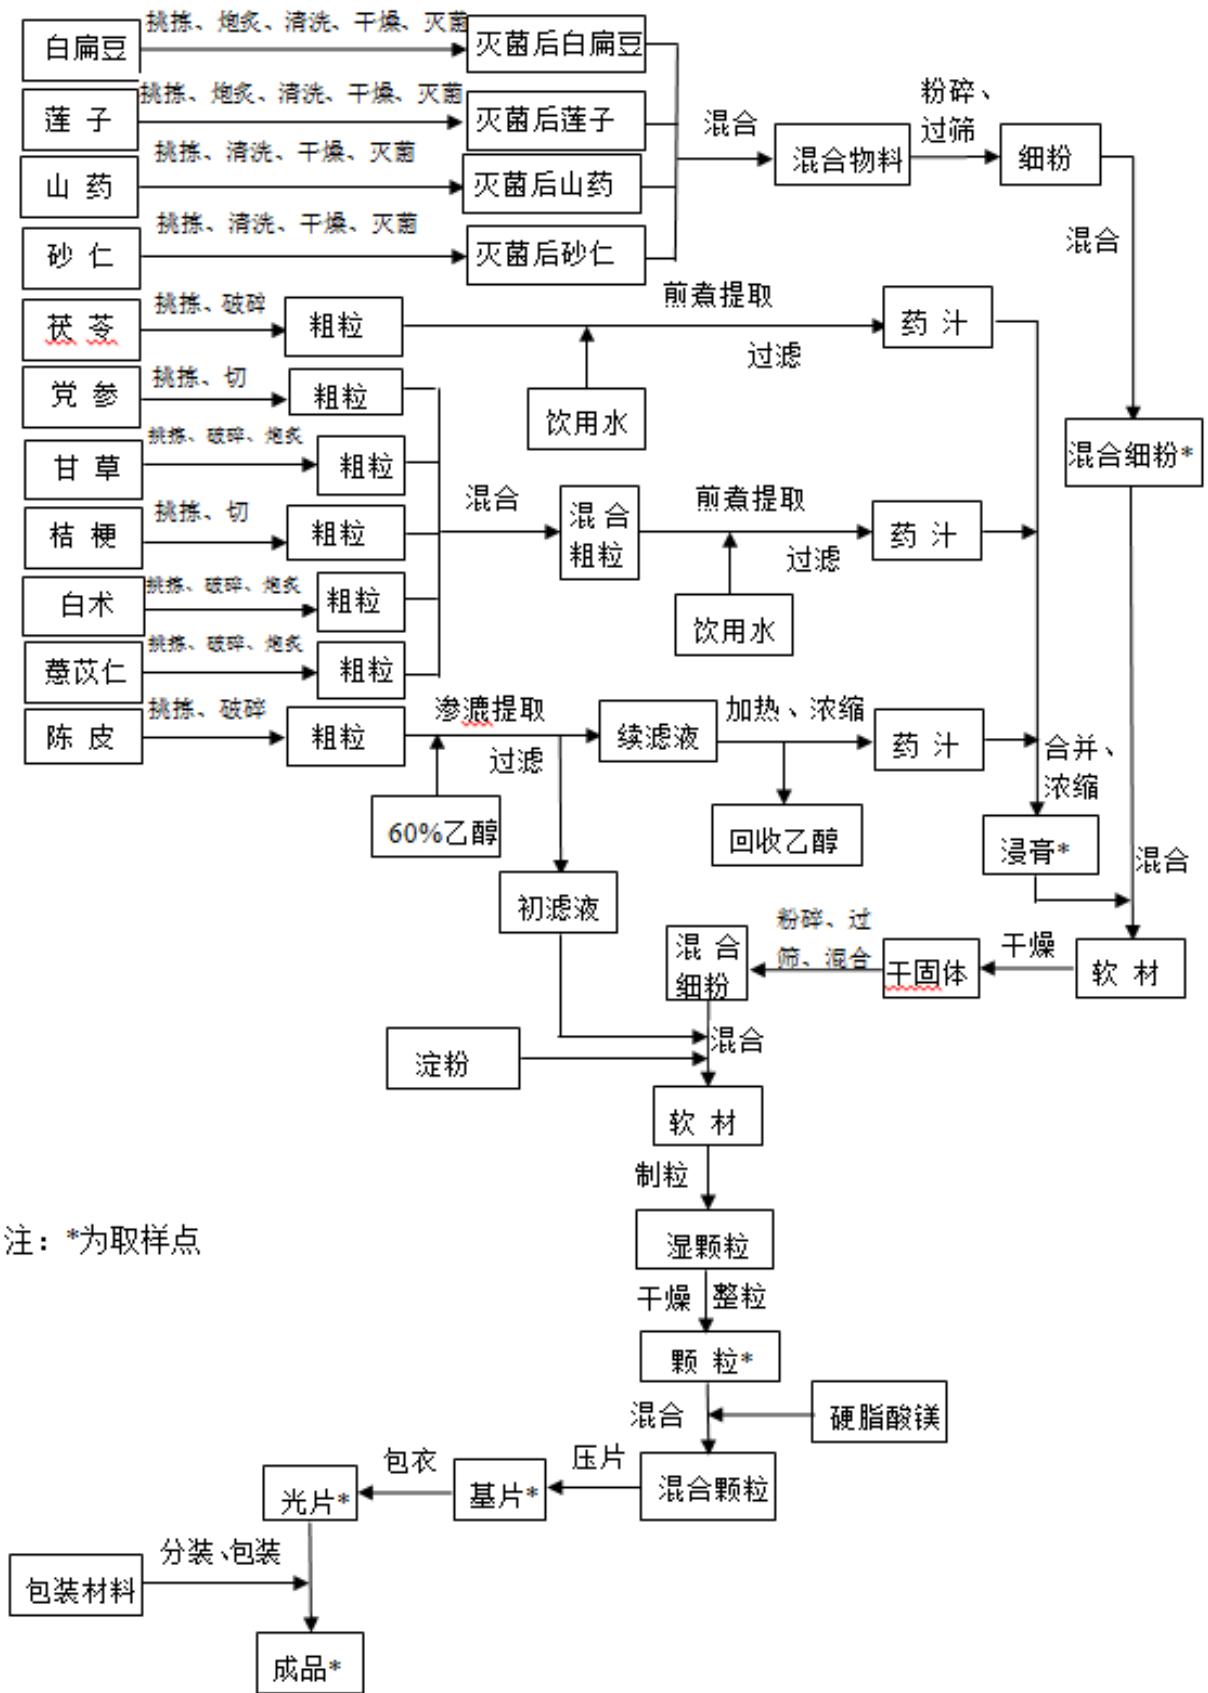 挑拣、炮炙、清洗、干燥、灭菌
白扁豆
灭菌后白扁豆
挑拣、炮炙、清洗、干燥、灭菌
莲 子
灭菌后莲子
挑拣、清洗、干燥、灭菌
山 药
灭菌后山药
挑拣、清洗、干燥、灭菌
砂 仁
灭菌后砂仁
混合
混合物料
粉碎、
过筛
细粉
混合
混合细粉*
挑拣、破碎
茯 苓
粗粒
煎煮提取
过滤
饮用水
药 汁
挑拣、切
党 参
粗粒
挑拣、破碎、炮炙
甘 草
粗粒
挑拣、切
桔 梗
粗粒
挑拣、破碎、炮炙
白术
粗粒
挑拣、破碎、炮炙
薏苡仁
粗粒
混合
混 合
粗粒
煎煮提取
过滤
饮用水
药 汁
挑拣、破碎
陈 皮
粗粒
渗漉提取
过滤
60%乙醇
续滤液
加热、浓缩
回收乙醇
药 汁
合并、
浓缩
浸膏*
混合
初滤液
软 材
干燥
干固体
粉碎、过
筛、混合
混 合
细粉
淀粉
混合
软 材
制粒
湿颗粒
干燥
整粒
颗 粒*
混合
硬脂酸镁
混合颗粒
压片
基片*
包衣
光片*
分装、包装
包装材料
成品*
注：*为取样点